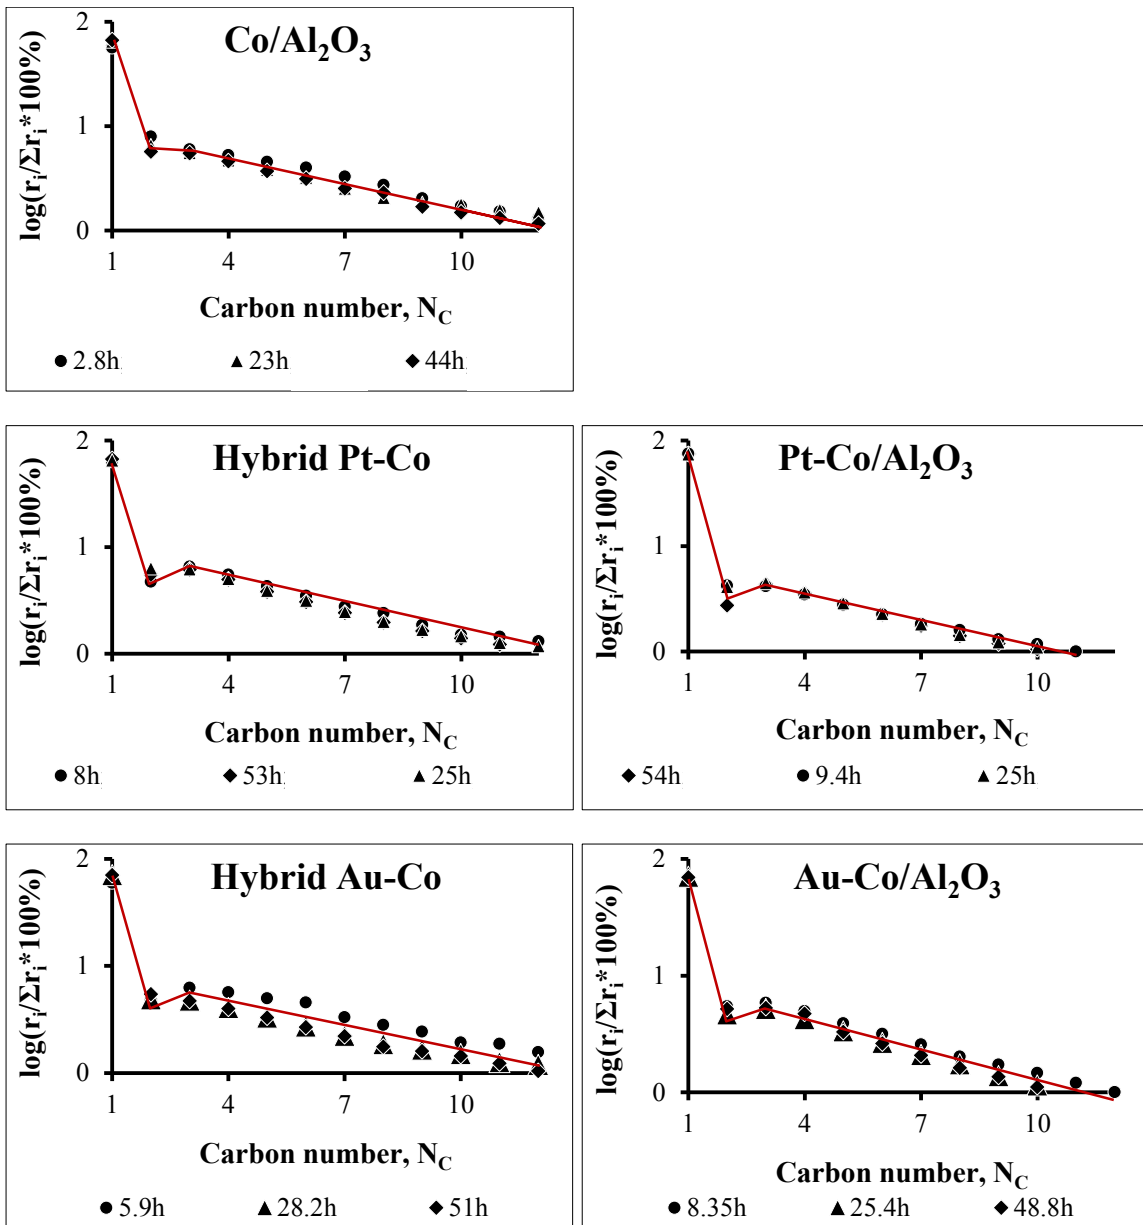 Co/Al₂O₃
log(rᵢ/Σrᵢ*100%)
2
1
0
1 4 7 10
Carbon number, N_C
● 2.8h ▲ 23h ◆ 44h
Hybrid Pt-Co
log(rᵢ/Σrᵢ*100%)
2
1
0
1 4 7 10
Carbon number, N_C
● 8h ◆ 53h ▲ 25h
Pt-Co/Al₂O₃
log(rᵢ/Σrᵢ*100%)
2
1
0
1 4 7 10
Carbon number, N_C
◆ 54h ● 9.4h ▲ 25h
Hybrid Au-Co
log(rᵢ/Σrᵢ*100%)
2
1
0
1 4 7 10
Carbon number, N_C
● 5.9h ▲ 28.2h ◆ 51h
Au-Co/Al₂O₃
log(rᵢ/Σrᵢ*100%)
2
1
0
1 4 7 10
Carbon number, N_C
● 8.35h ▲ 25.4h ◆ 48.8h